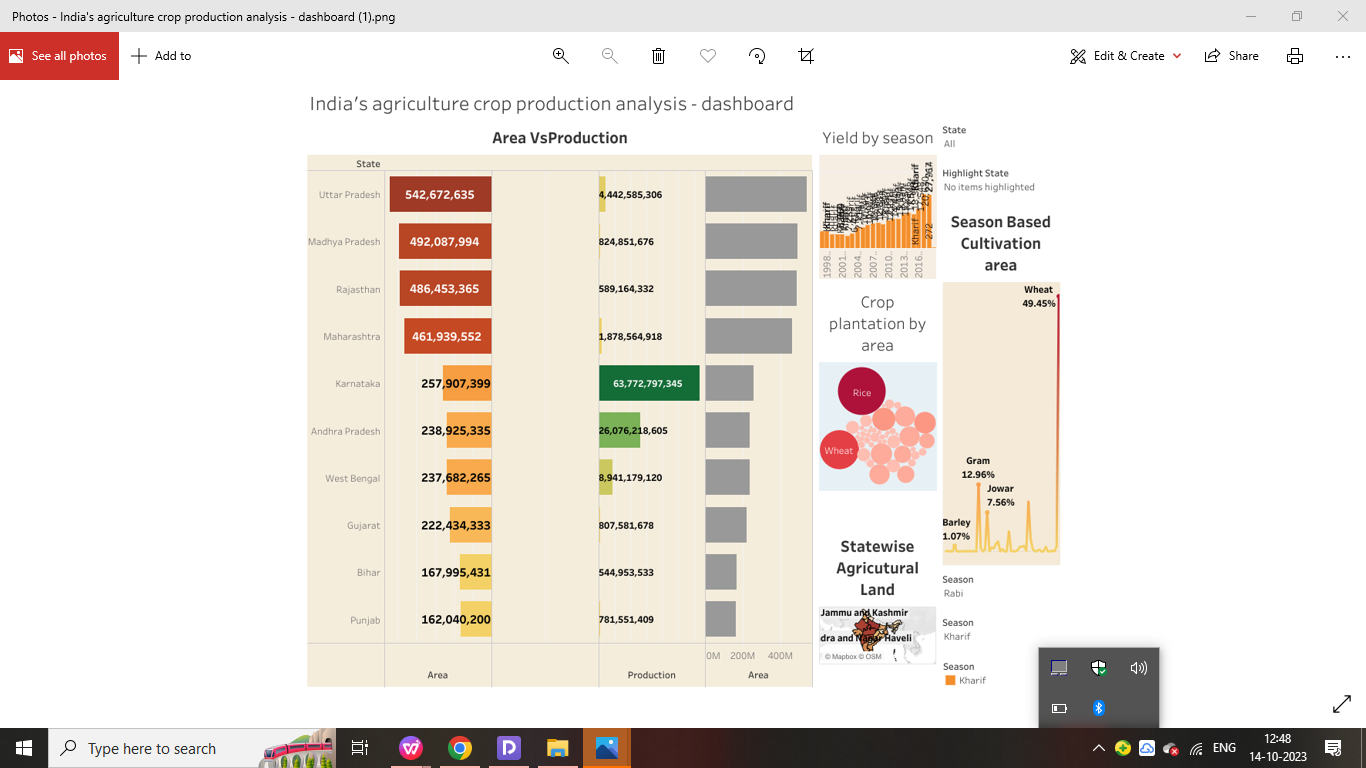 Photos - India's agriculture crop production analysis - dashboard (1).png
See all photos
Add to
Edit & Create
Share
India's agriculture crop production analysis - dashboard
Area VsProduction
State
Uttar Pradesh 542,672,635 4,442,585,306
Madhya Pradesh 492,087,994 824,851,676
Rajasthan 486,453,365 589,164,332
Maharashtra 461,939,552 1,878,564,918
Karnataka 257,907,399 63,772,797,345
Andhra Pradesh 238,925,335 26,076,218,605
West Bengal 237,682,265 8,941,179,120
Gujarat 222,434,333 807,581,678
Bihar 167,995,431 544,953,533
Punjab 162,040,200 781,551,409
0M 200M 400M
Area Production Area
Yield by season
Kharif
Kharif
Kharif
272
1998..
2001..
2004..
2007..
2010..
2013..
2016..
Crop
plantation by
area
Rice
Wheat
Statewise
Agricutural
Land
Jammu and Kashmir
dra and Nagar Haveli
© Mapbox © OSM
State
All
Highlight State
No items highlighted
Season Based
Cultivation
area
Wheat
49.45%
Gram
12.96%
Jowar
7.56%
Barley
1.07%
Season
Rabi
Season
Kharif
Season
Kharif
Type here to search
ENG
12:48
14-10-2023